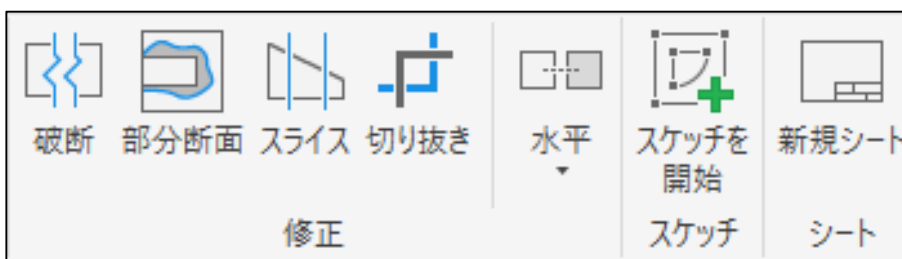 破断
部分断面
スライス
切り抜き
水平
スケッチを
開始
新規シート
修正
スケッチ
シート